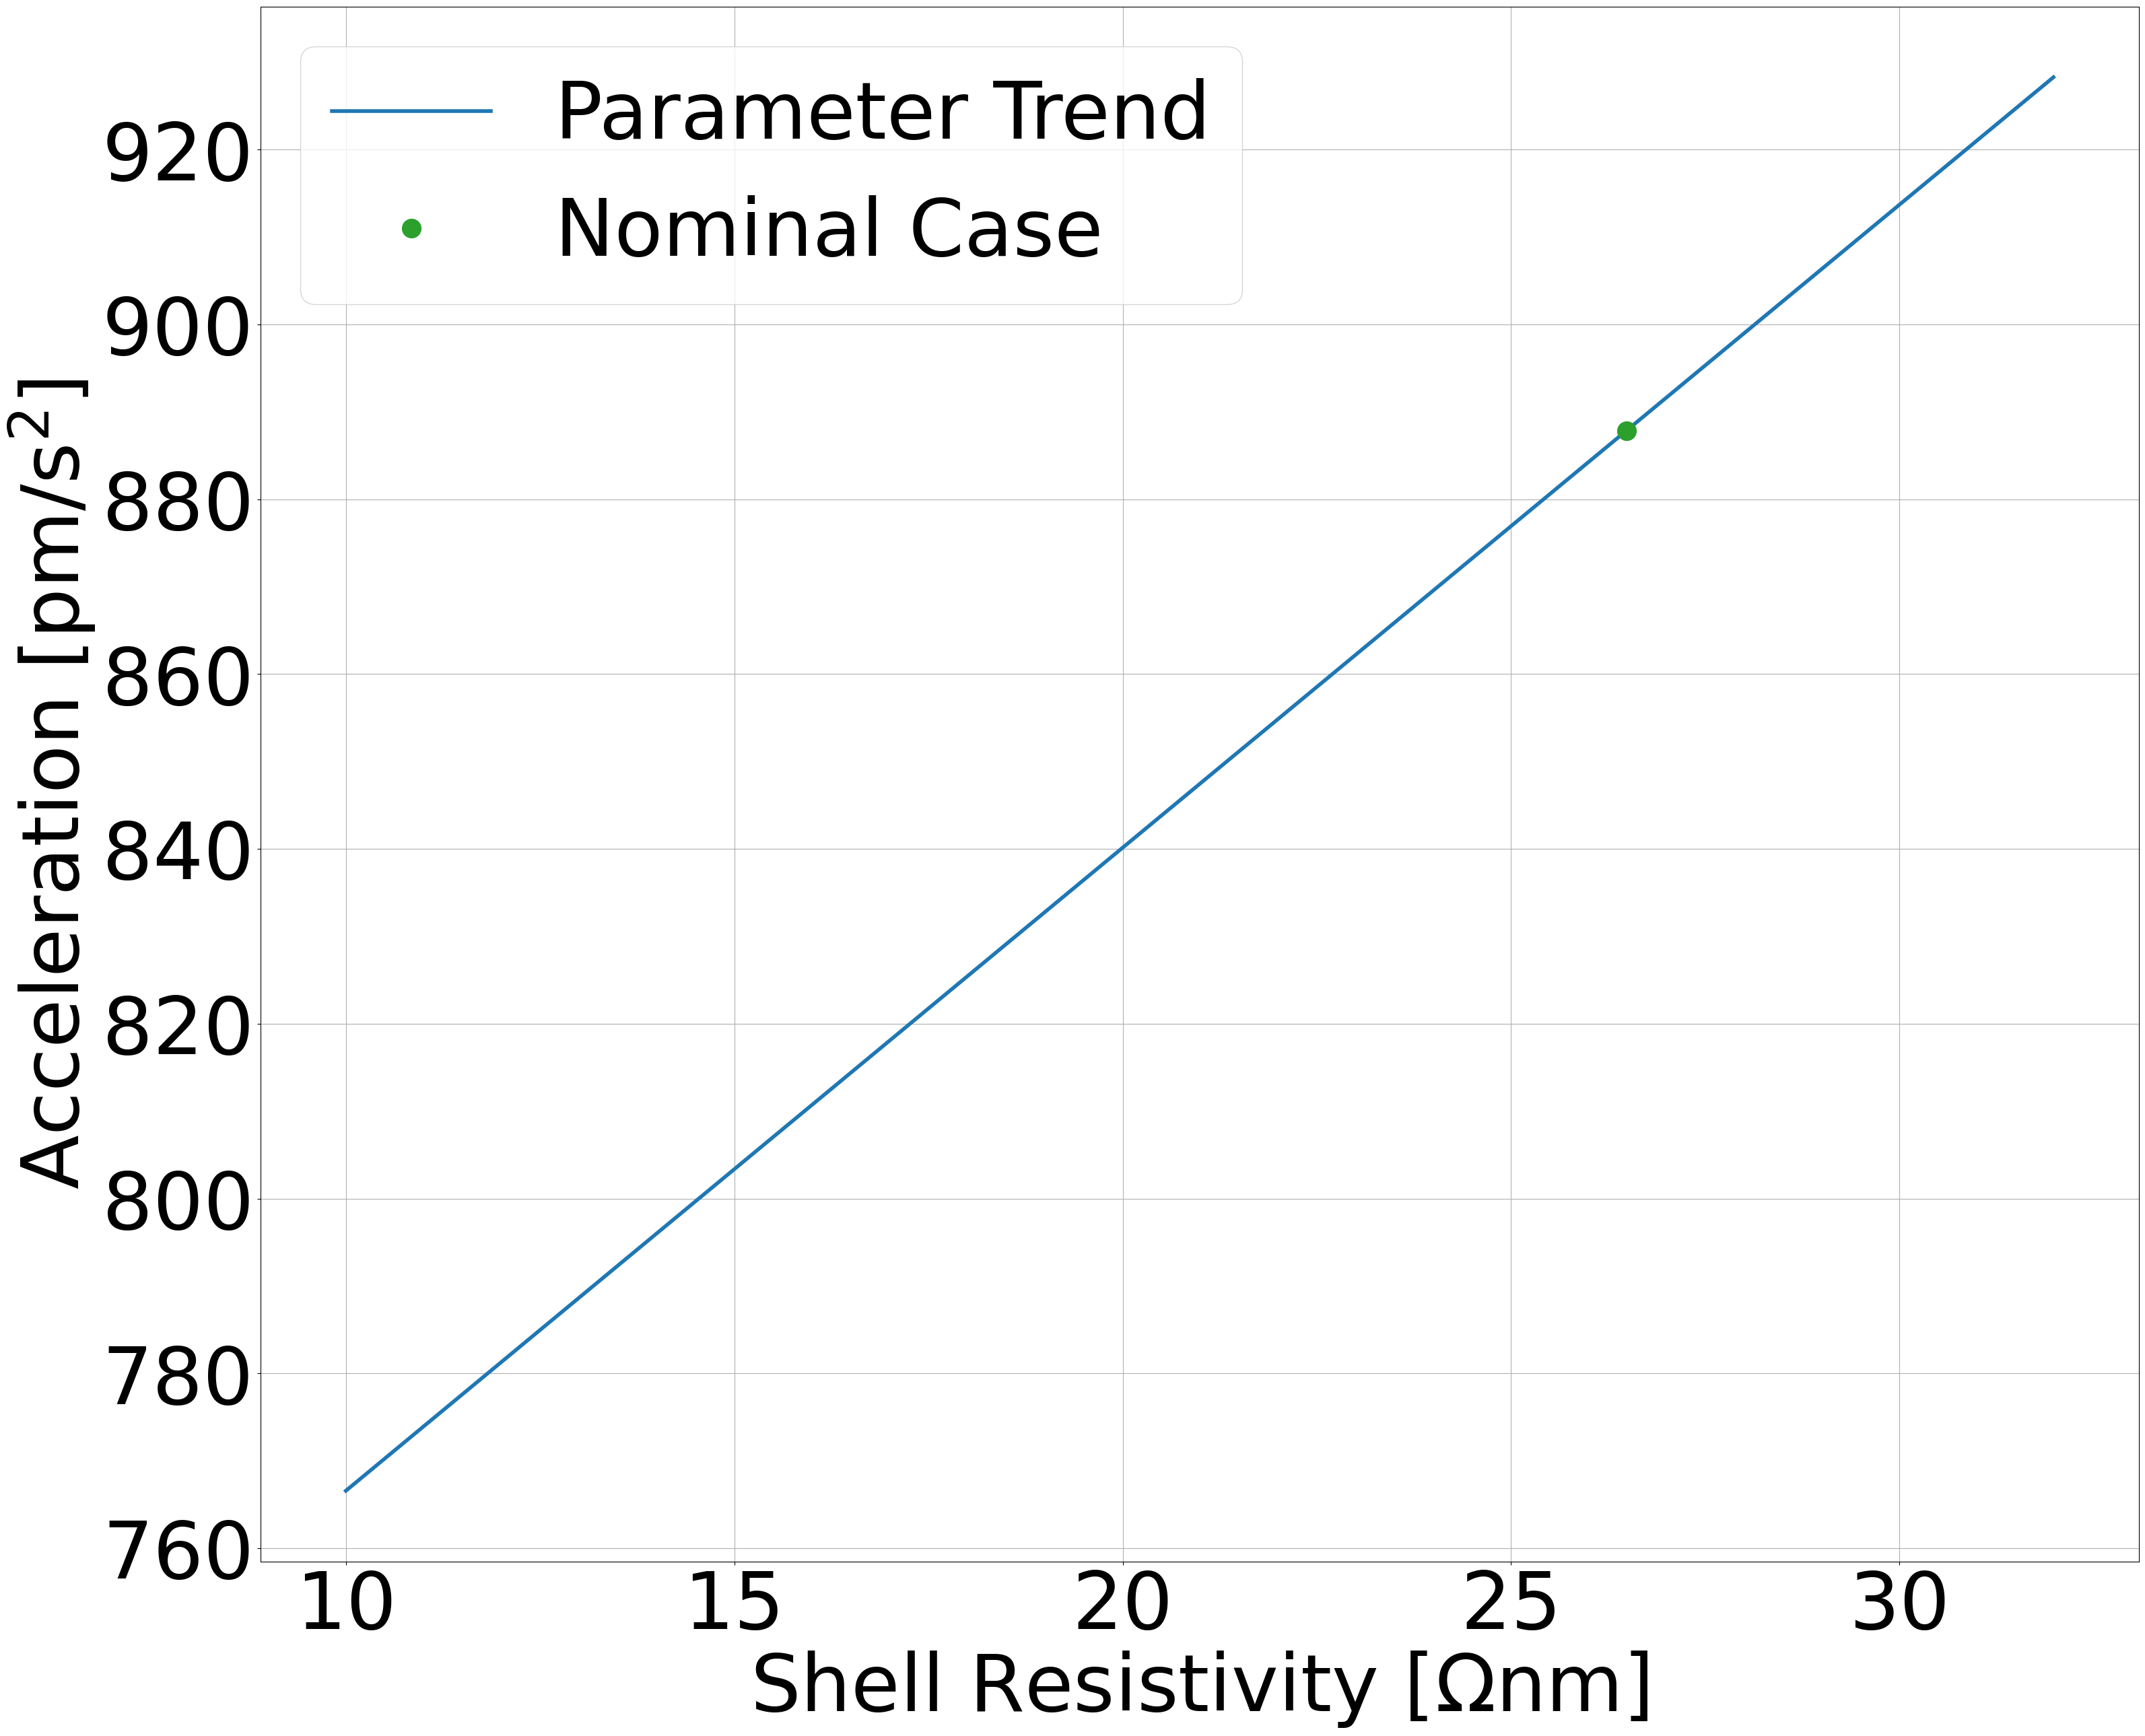 Parameter Trend
Nominal Case
Acceleration [pm/s²]
920
900
880
860
840
820
800
780
760
10 15 20 25 30
Shell Resistivity [Ωnm]